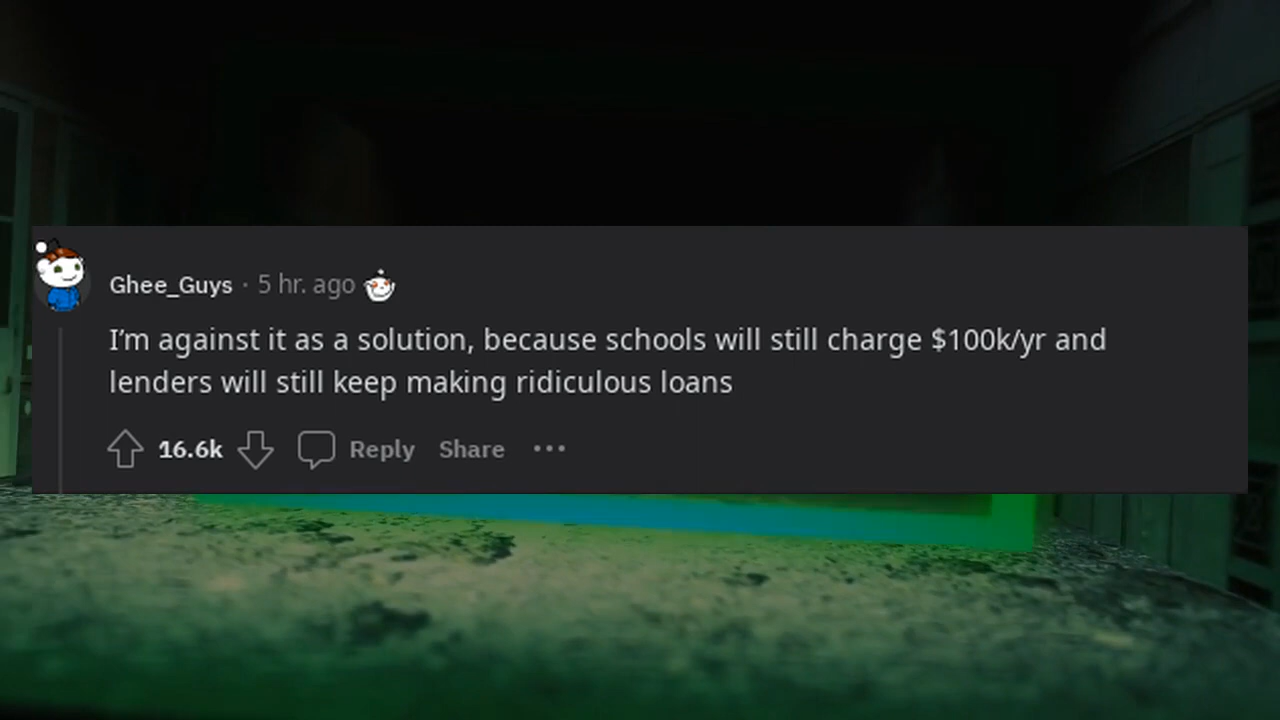 Ghee_Guys · 5 hr. ago
I’m against it as a solution, because schools will still charge $100k/yr and
lenders will still keep making ridiculous loans
16.6k Reply Share ···